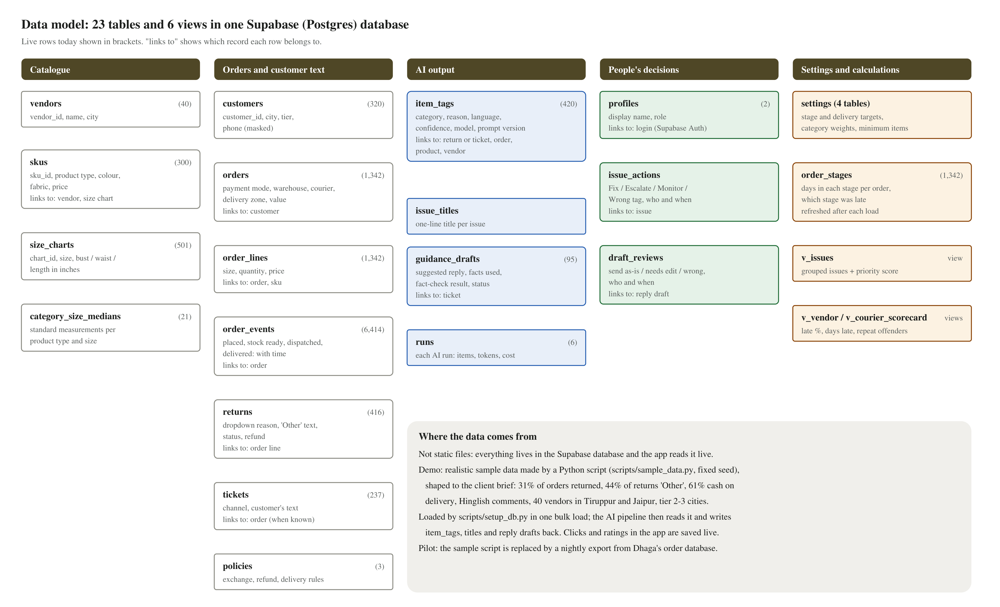 Data model: 23 tables and 6 views in one Supabase (Postgres) database
Live rows today shown in brackets. "links to" shows which record each row belongs to.
Catalogue
vendors (40)
vendor_id, name, city
skus (300)
sku_id, product type, colour,
fabric, price
links to: vendor, size chart
size_charts (501)
chart_id, size, bust / waist /
length in inches
category_size_medians (21)
standard measurements per
product type and size
Orders and customer text
customers (320)
customer_id, city, tier,
phone (masked)
orders (1,342)
payment mode, warehouse, courier,
delivery zone, value
links to: customer
order_lines (1,342)
size, quantity, price
links to: order, sku
order_events (6,414)
placed, stock ready, dispatched,
delivered: with time
links to: order
returns (416)
dropdown reason, 'Other' text,
status, refund
links to: order line
tickets (237)
channel, customer's text
links to: order (when known)
policies (3)
exchange, refund, delivery rules
AI output
item_tags (420)
category, reason, language,
confidence, model, prompt version
links to: return or ticket, order,
product, vendor
issue_titles
one-line title per issue
guidance_drafts (95)
suggested reply, facts used,
fact-check result, status
links to: ticket
runs (6)
each AI run: items, tokens, cost
People's decisions
profiles (2)
display name, role
links to: login (Supabase Auth)
issue_actions
Fix / Escalate / Monitor /
Wrong tag, who and when
links to: issue
draft_reviews
send as-is / needs edit / wrong,
who and when
links to: reply draft
Settings and calculations
settings (4 tables)
stage and delivery targets,
category weights, minimum items
order_stages (1,342)
days in each stage per order,
which stage was late
refreshed after each load
v_issues view
grouped issues + priority score
v_vendor / v_courier_scorecard views
late %, days late, repeat offenders
Where the data comes from
Not static files: everything lives in the Supabase database and the app reads it live.
Demo: realistic sample data made by a Python script (scripts/sample_data.py, fixed seed),
shaped to the client brief: 31% of orders returned, 44% of returns 'Other', 61% cash on
delivery, Hinglish comments, 40 vendors in Tiruppur and Jaipur, tier 2-3 cities.
Loaded by scripts/setup_db.py in one bulk load; the AI pipeline then reads it and writes
item_tags, titles and reply drafts back. Clicks and ratings in the app are saved live.
Pilot: the sample script is replaced by a nightly export from Dhaga's order database.